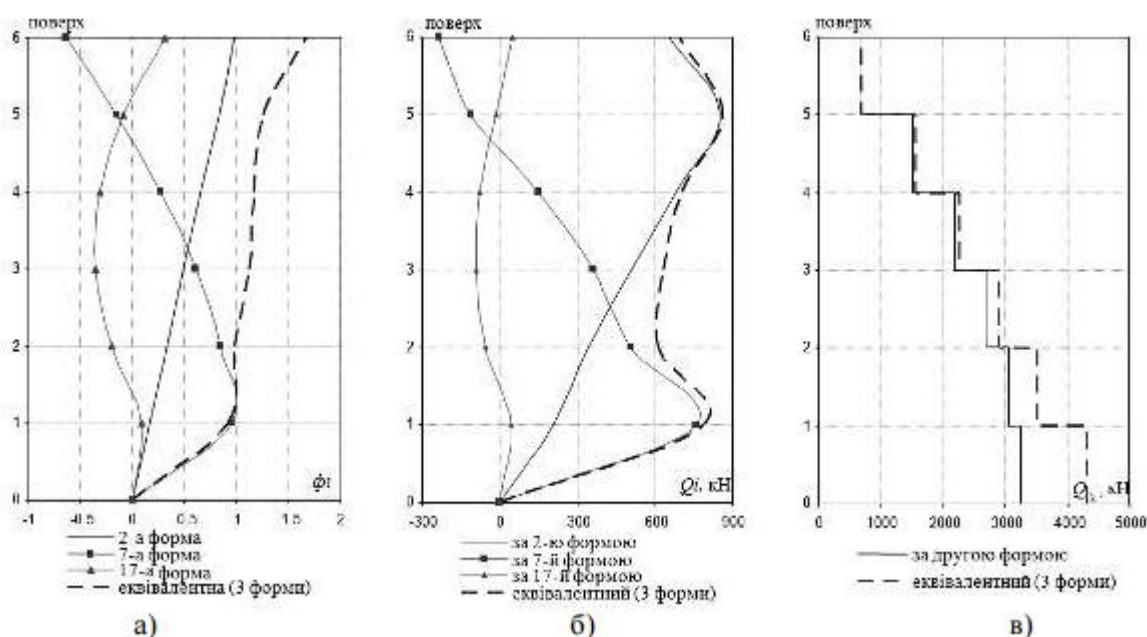 поверх
6
5
4
3
2
1
0
-1
-0.5
0
0.5
1
1.5
2
ϕi
2-а форма
7-а форма
17-а форма
еквівалентна (3 форми)
а)
поверх
6
5
4
3
2
1
0
-300
0
300
600
900
Qi, кН
за 2-ю формою
за 7-й формою
за 17-й формою
еквівалентний (3 форми)
б)
поверх
6
5
4
3
2
1
0
0
1000
2000
3000
4000
5000
кН
за другою формою
еквівалентний (3 форми)
в)